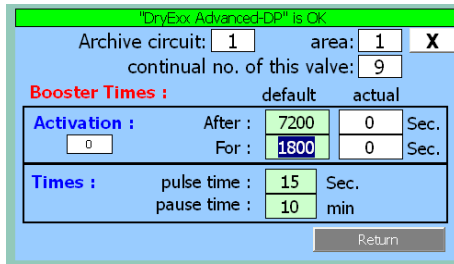 "DryExx Advanced-DP" is OK
Archive circuit: 1 area: 1 X
continual no. of this valve: 9
Booster Times : default actual
Activation : After : 7200 0 Sec.
0 For : 1800 0 Sec.
Times : pulse time : 15 Sec.
pause time : 10 min
Return